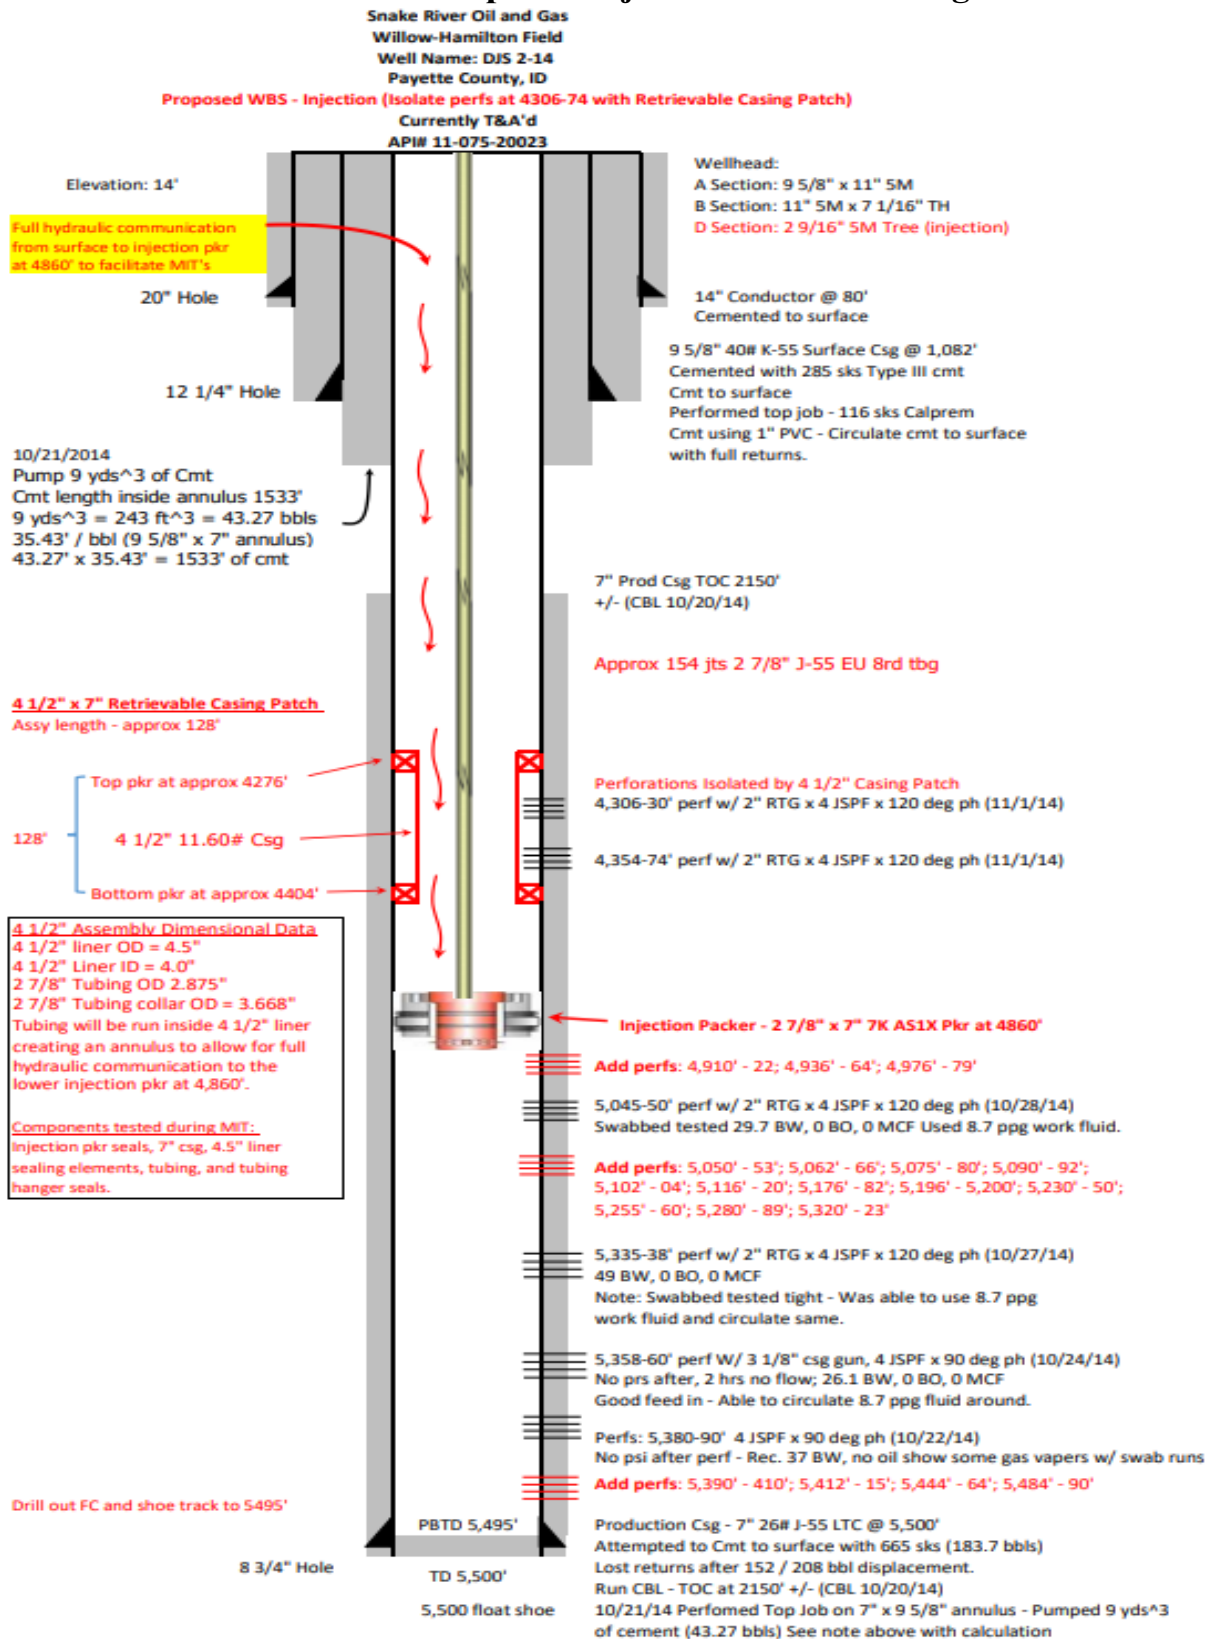 Snake River Oil and Gas
Willow-Hamilton Field
Well Name: DJS 2-14
Payette County, ID
Proposed WBS - Injection (Isolate perfs at 4306-74 with Retrievable Casing Patch)
Currently T&A'd
API# 11-075-20023
Elevation: 14'
Full hydraulic communication
from surface to injection pkr
at 4860' to facilitate MIT's
20" Hole
12 1/4" Hole
Wellhead:
A Section: 9 5/8" x 11" 5M
B Section: 11" 5M x 7 1/16" TH
D Section: 2 9/16" 5M Tree (injection)
14" Conductor @ 80'
Cemented to surface
9 5/8" 40# K-55 Surface Csg @ 1,082'
Cemented with 285 sks Type III cmt
Cmt to surface
Performed top job - 116 sks Calprem
Cmt using 1" PVC - Circulate cmt to surface
with full returns.
10/21/2014
Pump 9 yds^3 of Cmt
Cmt length inside annulus 1533'
9 yds^3 = 243 ft^3 = 43.27 bbls
35.43' / bbl (9 5/8" x 7" annulus)
43.27' x 35.43' = 1533' of cmt
7" Prod Csg TOC 2150'
+/- (CBL 10/20/14)
Approx 154 jts 2 7/8" J-55 EU 8rd tbg
4 1/2" x 7" Retrievable Casing Patch
Assy length - approx 128'
Top pkr at approx 4276'
128'
4 1/2" 11.60# Csg
Bottom pkr at approx 4404'
Perforations Isolated by 4 1/2" Casing Patch
4,306-30' perf w/ 2" RTG x 4 JSPF x 120 deg ph (11/1/14)
4,354-74' perf w/ 2" RTG x 4 JSPF x 120 deg ph (11/1/14)
4 1/2" Assembly Dimensional Data
4 1/2" liner OD = 4.5"
4 1/2" Liner ID = 4.0"
2 7/8" Tubing OD 2.875"
2 7/8" Tubing collar OD = 3.668"
Tubing will be run inside 4 1/2" liner
creating an annulus to allow for full
hydraulic communication to the
lower injection pkr at 4,860'.
Components tested during MIT:
Injection pkr seals, 7" csg, 4.5" liner
sealing elements, tubing, and tubing
hanger seals.
Injection Packer - 2 7/8" x 7" 7K AS1X Pkr at 4860'
Add perfs: 4,910' - 22; 4,936' - 64'; 4,976' - 79'
5,045-50' perf w/ 2" RTG x 4 JSPF x 120 deg ph (10/28/14)
Swabbed tested 29.7 BW, 0 BO, 0 MCF Used 8.7 ppg work fluid.
Add perfs: 5,050' - 53'; 5,062' - 66'; 5,075' - 80'; 5,090' - 92';
5,102' - 04'; 5,116' - 20'; 5,176' - 82'; 5,196' - 5,200'; 5,230' - 50';
5,255' - 60'; 5,280' - 89'; 5,320' - 23'
5,335-38' perf w/ 2" RTG x 4 JSPF x 120 deg ph (10/27/14)
49 BW, 0 BO, 0 MCF
Note: Swabbed tested tight - Was able to use 8.7 ppg
work fluid and circulate same.
5,358-60' perf W/ 3 1/8" csg gun, 4 JSPF x 90 deg ph (10/24/14)
No prs after, 2 hrs no flow; 26.1 BW, 0 BO, 0 MCF
Good feed in - Able to circulate 8.7 ppg fluid around.
Perfs: 5,380-90' 4 JSPF x 90 deg ph (10/22/14)
No psi after perf - Rec. 37 BW, no oil show some gas vapers w/ swab runs
Add perfs: 5,390' - 410'; 5,412' - 15'; 5,444' - 64'; 5,484' - 90'
Drill out FC and shoe track to 5495'
PBTD 5,495'
8 3/4" Hole
TD 5,500'
5,500 float shoe
Production Csg - 7" 26# J-55 LTC @ 5,500'
Attempted to Cmt to surface with 665 sks (183.7 bbls)
Lost returns after 152 / 208 bbl displacement.
Run CBL - TOC at 2150' +/- (CBL 10/20/14)
10/21/14 Perfomed Top Job on 7" x 9 5/8" annulus - Pumped 9 yds^3
of cement (43.27 bbls) See note above with calculation